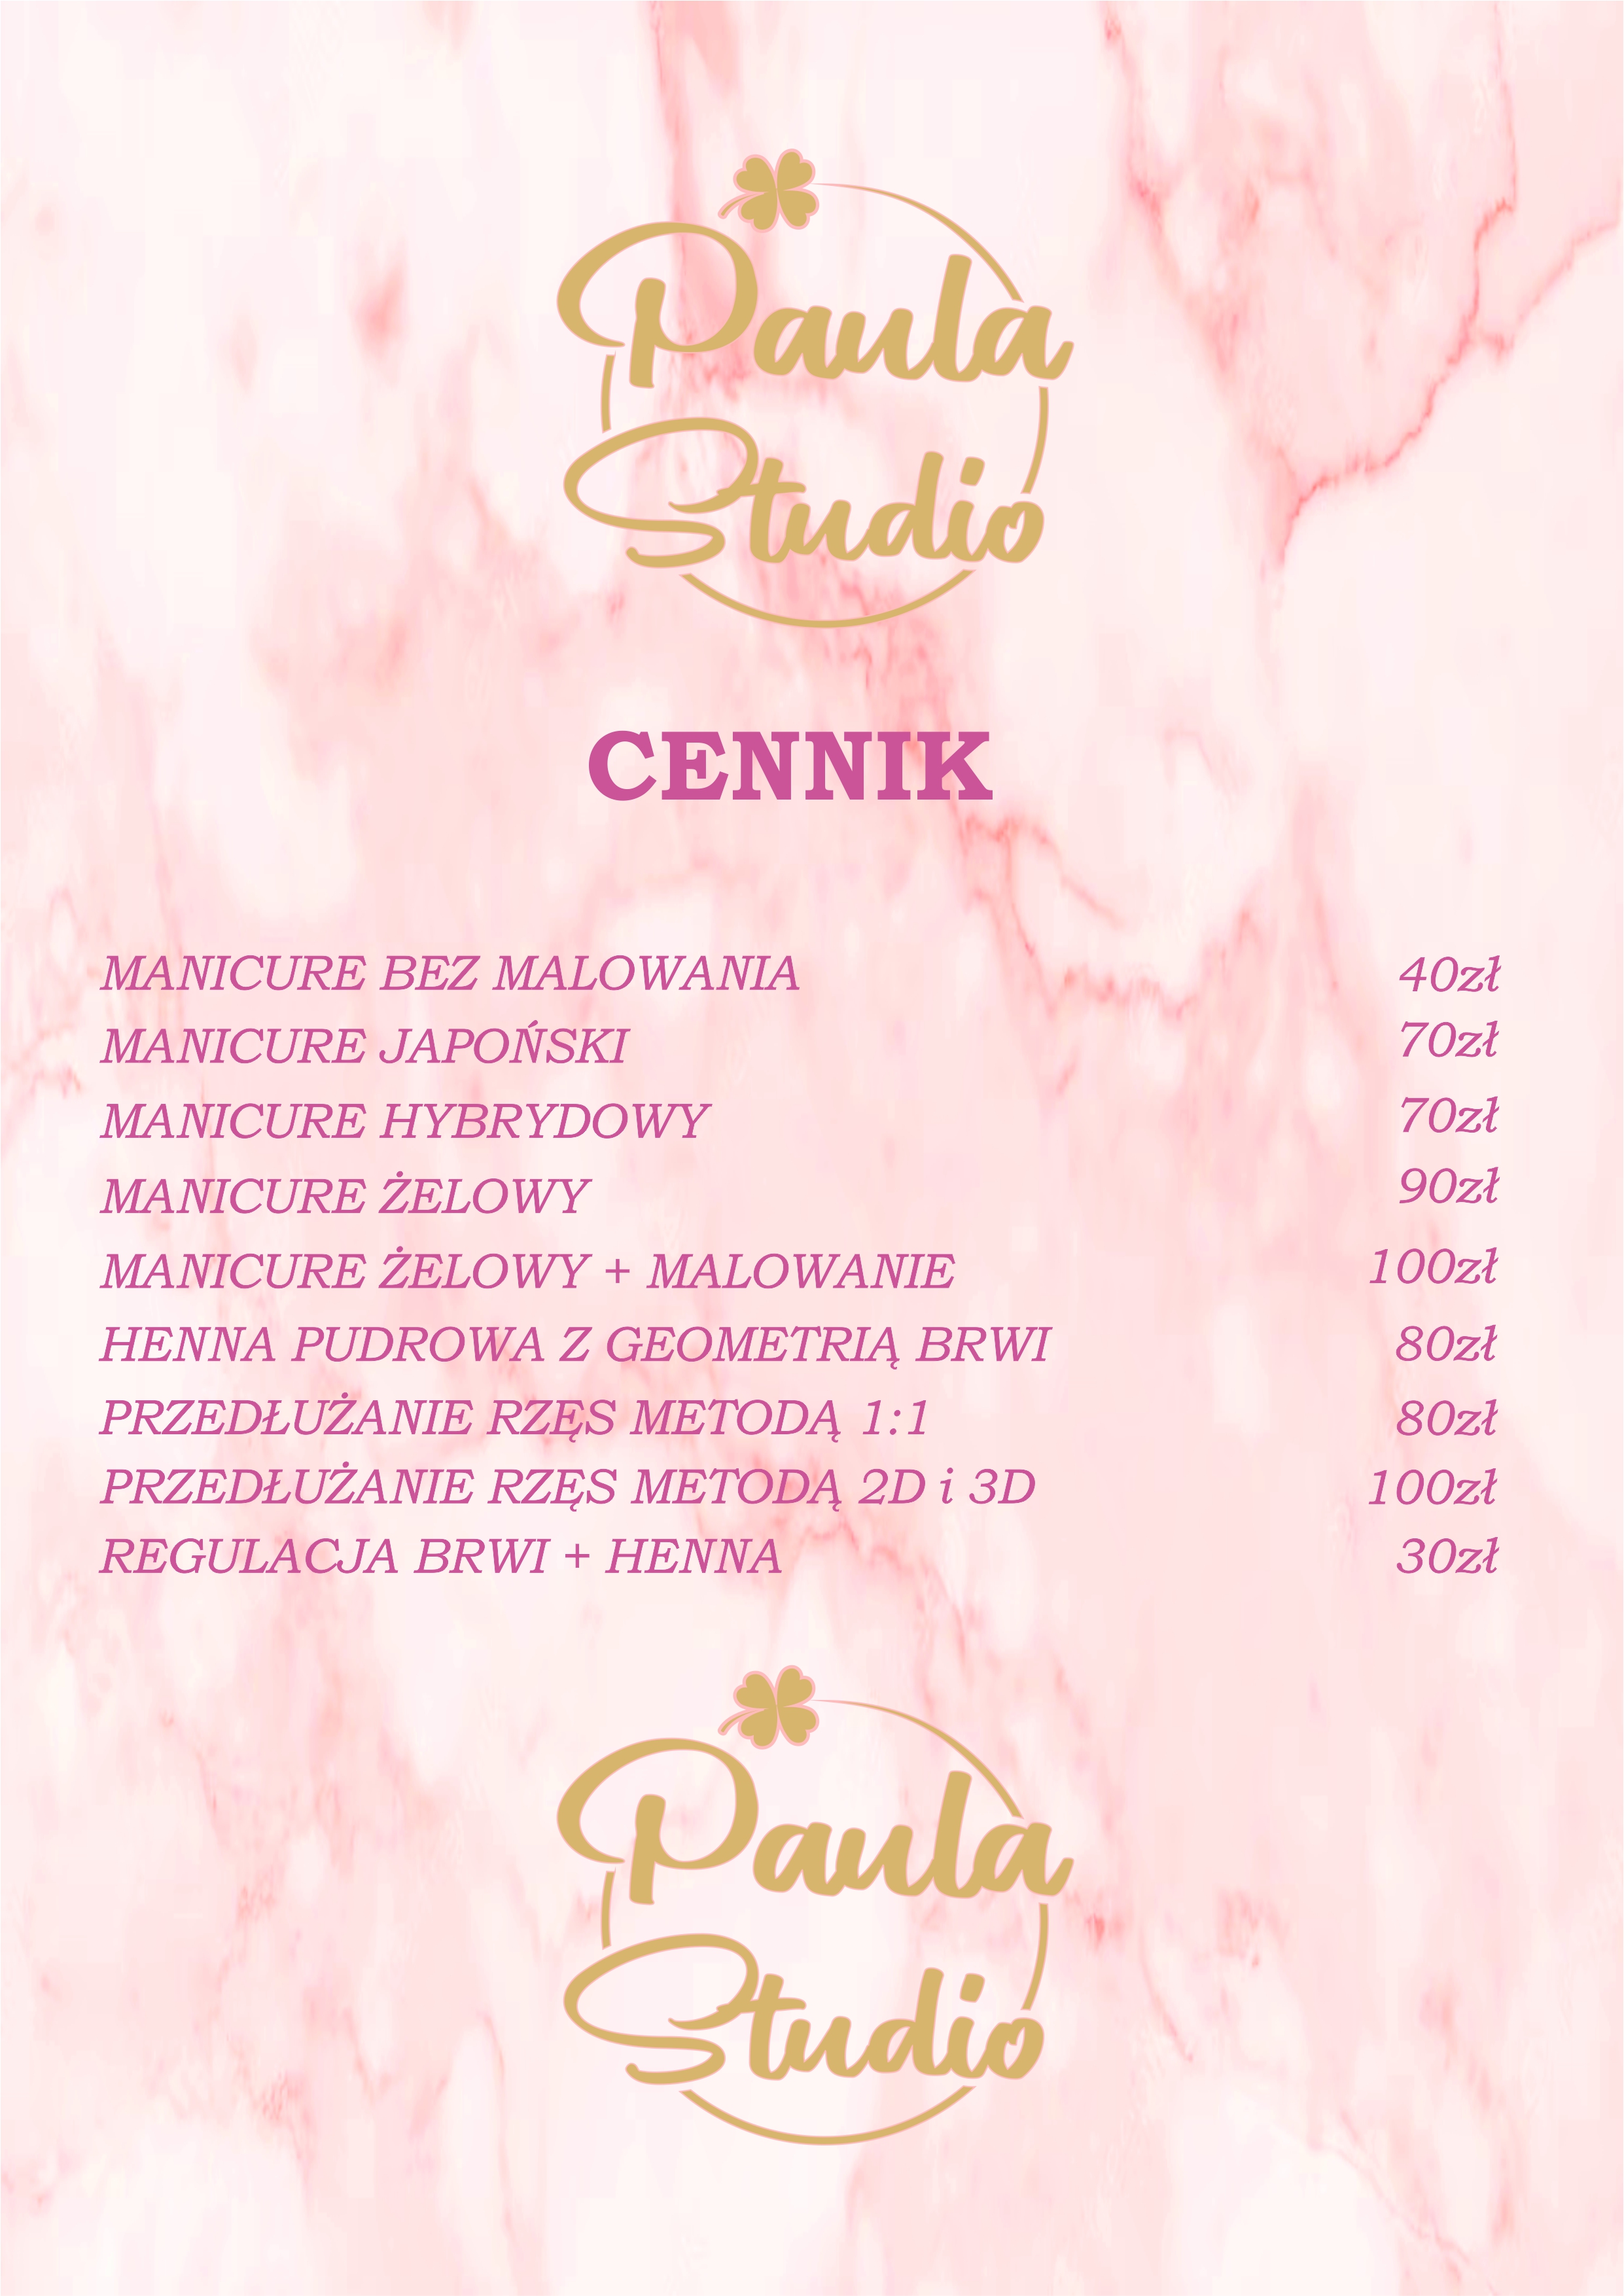 Paula
Studio
CENNIK
MANICURE BEZ MALOWANIA 40zł
MANICURE JAPOŃSKI 70zł
MANICURE HYBRYDOWY 70zł
MANICURE ŻELOWY 90zł
MANICURE ŻELOWY + MALOWANIE 100zł
HENNA PUDROWA Z GEOMETRIĄ BRWI 80zł
PRZEDŁUŻANIE RZĘS METODĄ 1:1 80zł
PRZEDŁUŻANIE RZĘS METODĄ 2D i 3D 100zł
REGULACJA BRWI + HENNA 30zł
Paula
Studio